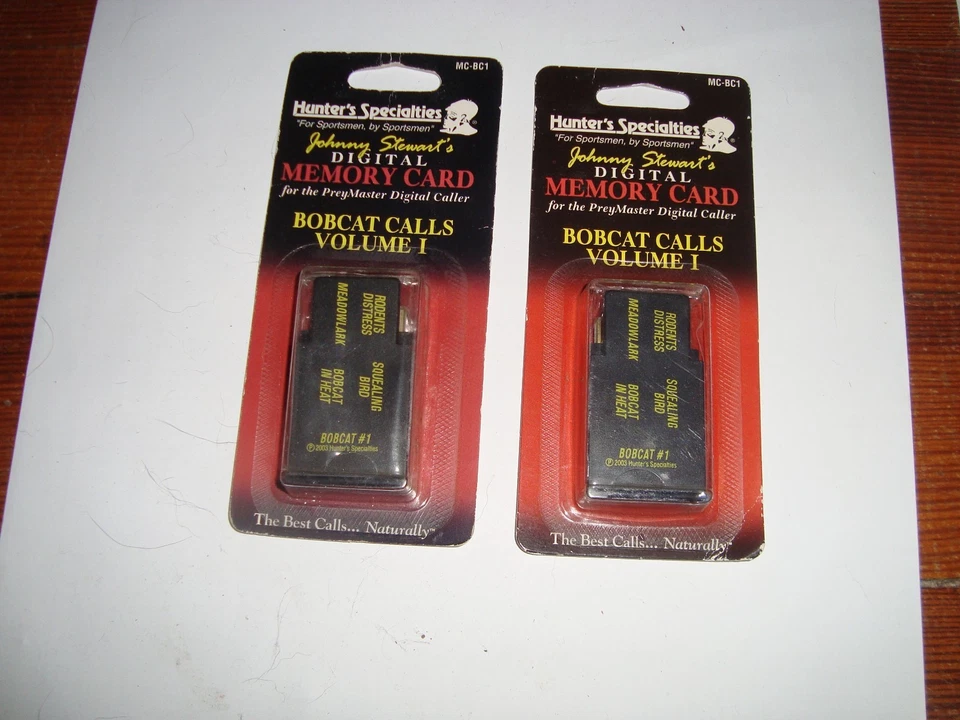 MC-BC1
Hunter's Specialties®
"For Sportsmen, by Sportsmen"
Johnny Stewart's
DIGITAL
MEMORY CARD
for the PreyMaster Digital Caller
BOBCAT CALLS
VOLUME I
RODENTS
DISTRESS
MEADOWLARK
SQUEALING
BIRD
BOBCAT
IN HEAT
BOBCAT #1
℗ 2003 Hunter's Specialties
The Best Calls... Naturally™
MC-BC1
Hunter's Specialties®
"For Sportsmen, by Sportsmen"
Johnny Stewart's
DIGITAL
MEMORY CARD
for the PreyMaster Digital Caller
BOBCAT CALLS
VOLUME I
RODENTS
DISTRESS
MEADOWLARK
SQUEALING
BIRD
BOBCAT
IN HEAT
BOBCAT #1
℗ 2003 Hunter's Specialties
The Best Calls... Naturally™